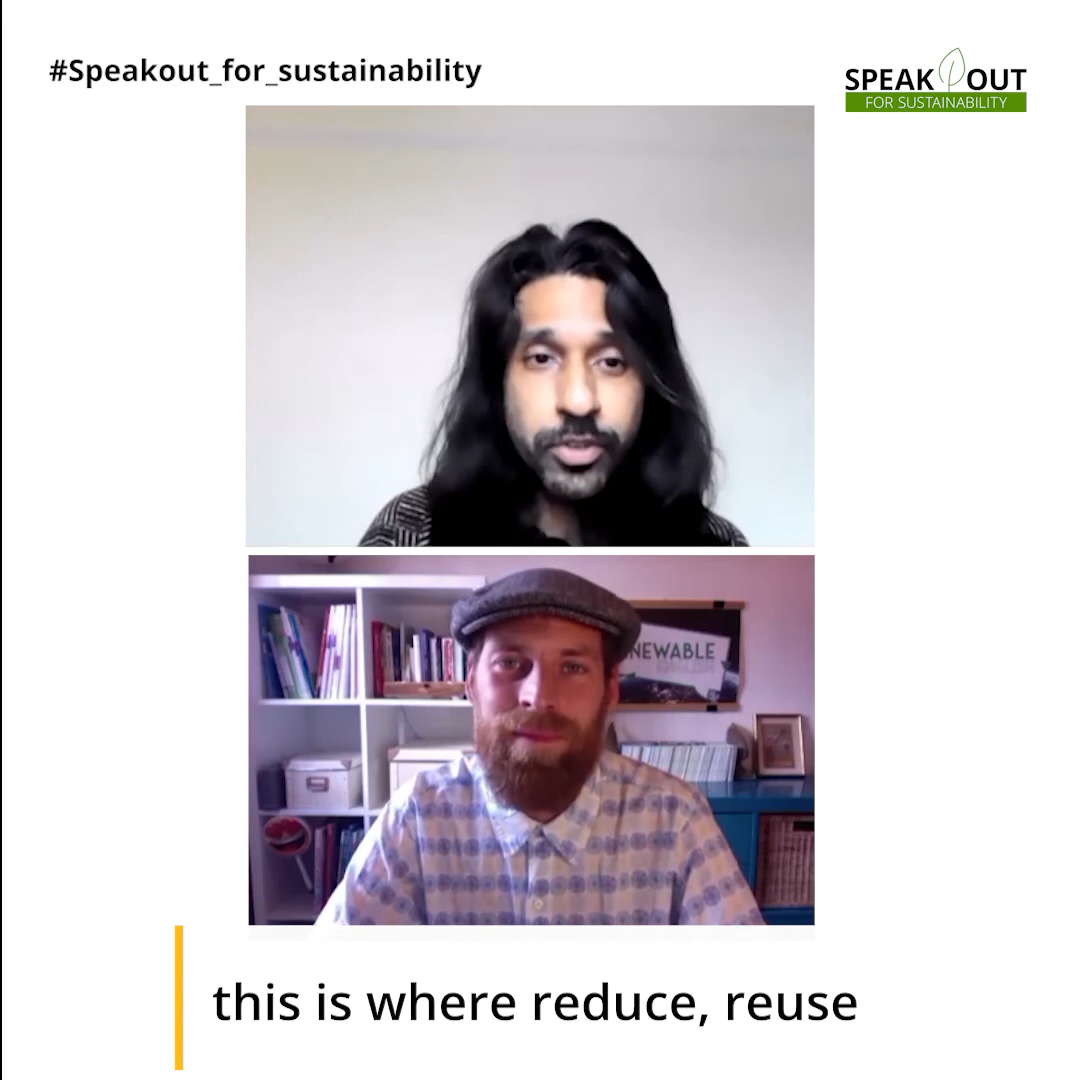 #Speakout_for_sustainability
SPEAK OUT
FOR SUSTAINABILITY
NEWABLE
this is where reduce, reuse